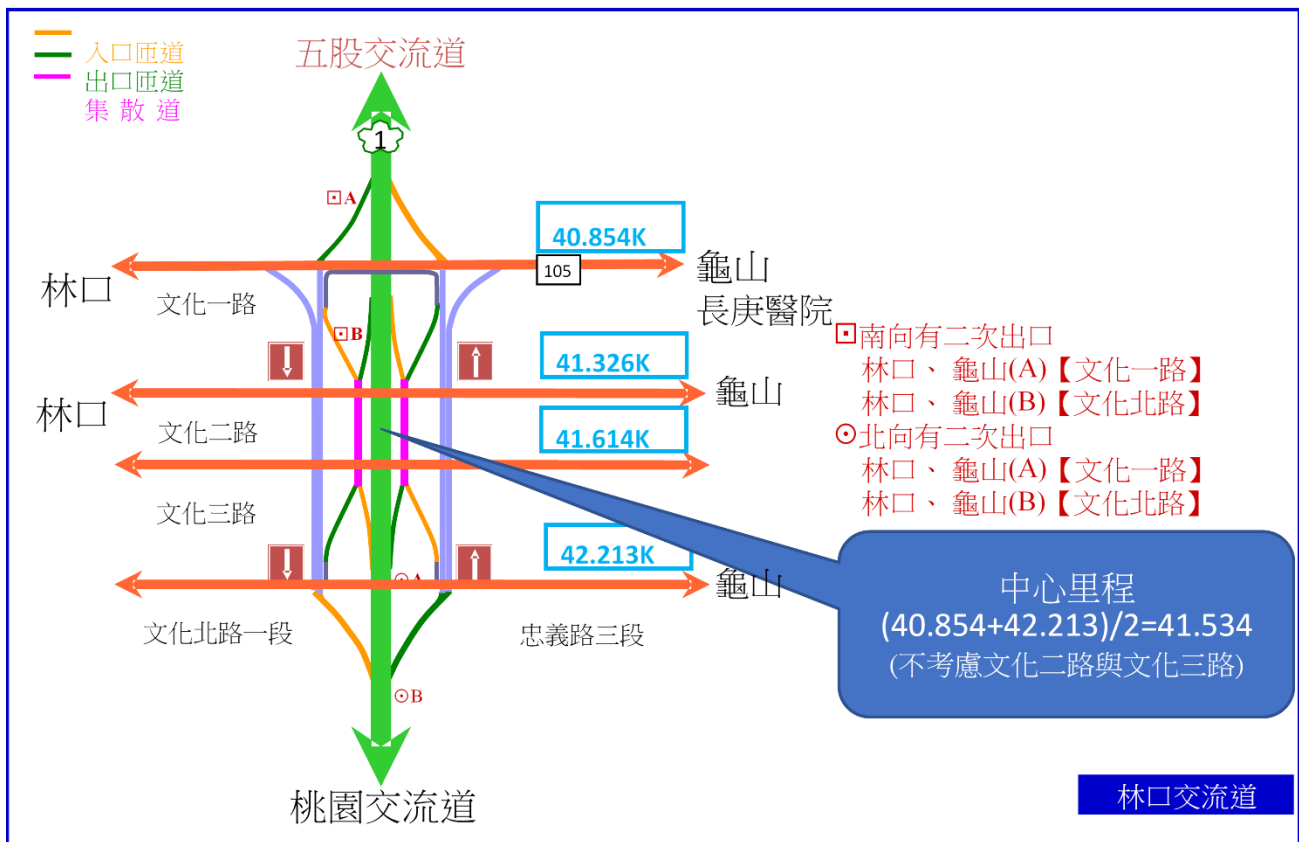 入口匝道
出口匝道
集散道
五股交流道
1
A
40.854K
105
林口
龜山
長庚醫院
文化一路
B
南向有二次出口
林口、龜山(A)【文化一路】
林口、龜山(B)【文化北路】
北向有二次出口
林口、龜山(A)【文化一路】
林口、龜山(B)【文化北路】
41.326K
林口
龜山
文化二路
41.614K
文化三路
42.213K
A
龜山
文化北路一段
忠義路三段
中心里程
(40.854+42.213)/2=41.534
(不考慮文化二路與文化三路)
B
桃園交流道
林口交流道